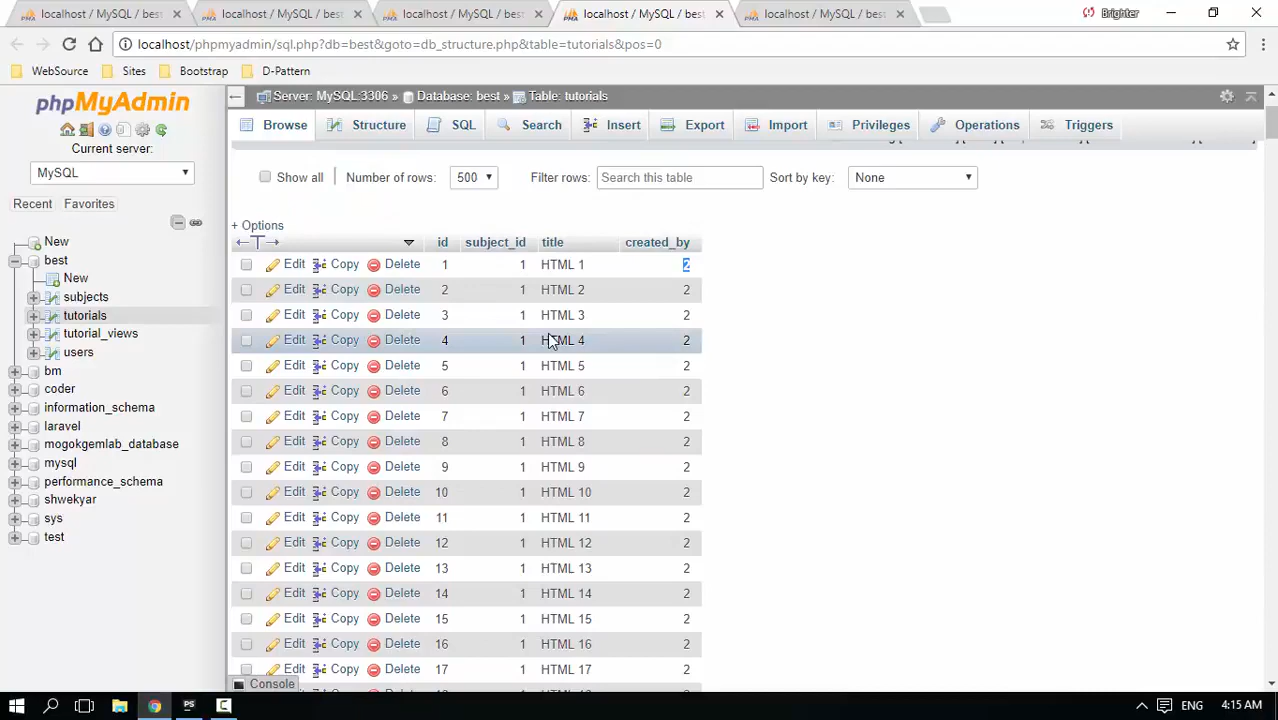 localhost / MySQL / best
localhost / MySQL / best
localhost / MySQL / best
localhost / MySQL / best
localhost / MySQL / best
Brighter
localhost/phpmyadmin/sql.php?db=best&goto=db_structure.php&table=tutorials&pos=0
WebSource Sites Bootstrap D-Pattern
phpMyAdmin
Current server:
MySQL
Recent Favorites
New
best
New
subjects
tutorials
tutorial_views
users
bm
coder
information_schema
laravel
mogokgemlab_database
mysql
performance_schema
shwekyar
sys
test
Server: MySQL:3306 » Database: best » Table: tutorials
Browse Structure SQL Search Insert Export Import Privileges Operations Triggers
Show all Number of rows: 500 Filter rows: Search this table Sort by key: None
+ Options
←T→ id subject_id title created_by
Edit Copy Delete 1 1 HTML 1 2
Edit Copy Delete 2 1 HTML 2 2
Edit Copy Delete 3 1 HTML 3 2
Edit Copy Delete 4 1 HTML 4 2
Edit Copy Delete 5 1 HTML 5 2
Edit Copy Delete 6 1 HTML 6 2
Edit Copy Delete 7 1 HTML 7 2
Edit Copy Delete 8 1 HTML 8 2
Edit Copy Delete 9 1 HTML 9 2
Edit Copy Delete 10 1 HTML 10 2
Edit Copy Delete 11 1 HTML 11 2
Edit Copy Delete 12 1 HTML 12 2
Edit Copy Delete 13 1 HTML 13 2
Edit Copy Delete 14 1 HTML 14 2
Edit Copy Delete 15 1 HTML 15 2
Edit Copy Delete 16 1 HTML 16 2
Edit Copy Delete 17 1 HTML 17 2
Console
ENG 4:15 AM